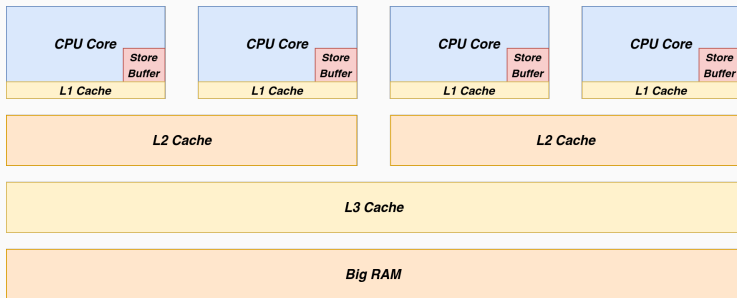 CPU Core
Store
Buffer
L1 Cache
CPU Core
Store
Buffer
L1 Cache
CPU Core
Store
Buffer
L1 Cache
CPU Core
Store
Buffer
L1 Cache
L2 Cache
L2 Cache
L3 Cache
Big RAM